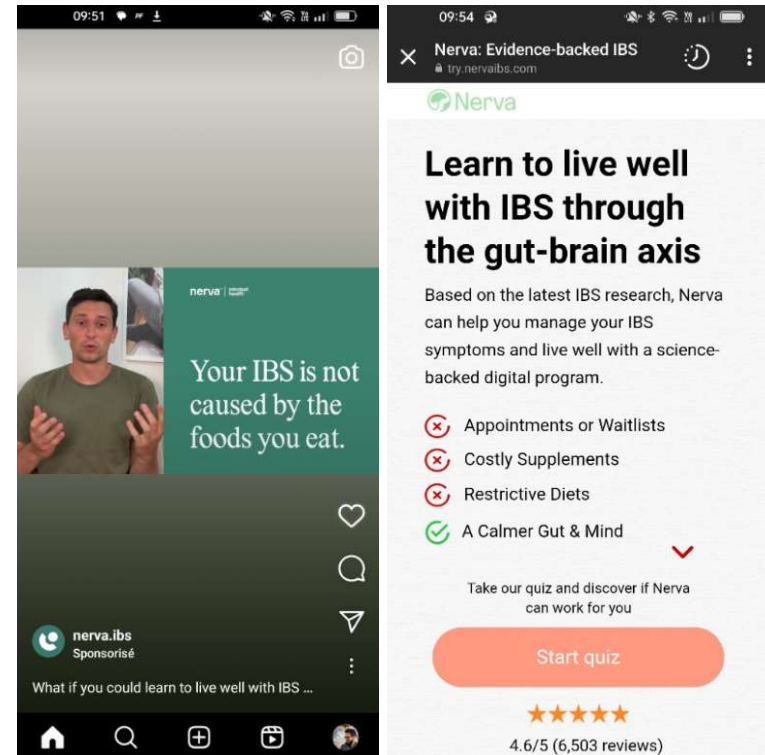 09:51
nerva
Your IBS is not
caused by the
foods you eat.
nerva.ibs
Sponsorisé
What if you could learn to live well with IBS ...
09:54
Nerva: Evidence-backed IBS
try.nervaibs.com
Nerva
Learn to live well
with IBS through
the gut-brain axis
Based on the latest IBS research, Nerva
can help you manage your IBS
symptoms and live well with a science-
backed digital program.
Appointments or Waitlists
Costly Supplements
Restrictive Diets
A Calmer Gut & Mind
Take our quiz and discover if Nerva
can work for you
Start quiz
4.6/5 (6,503 reviews)